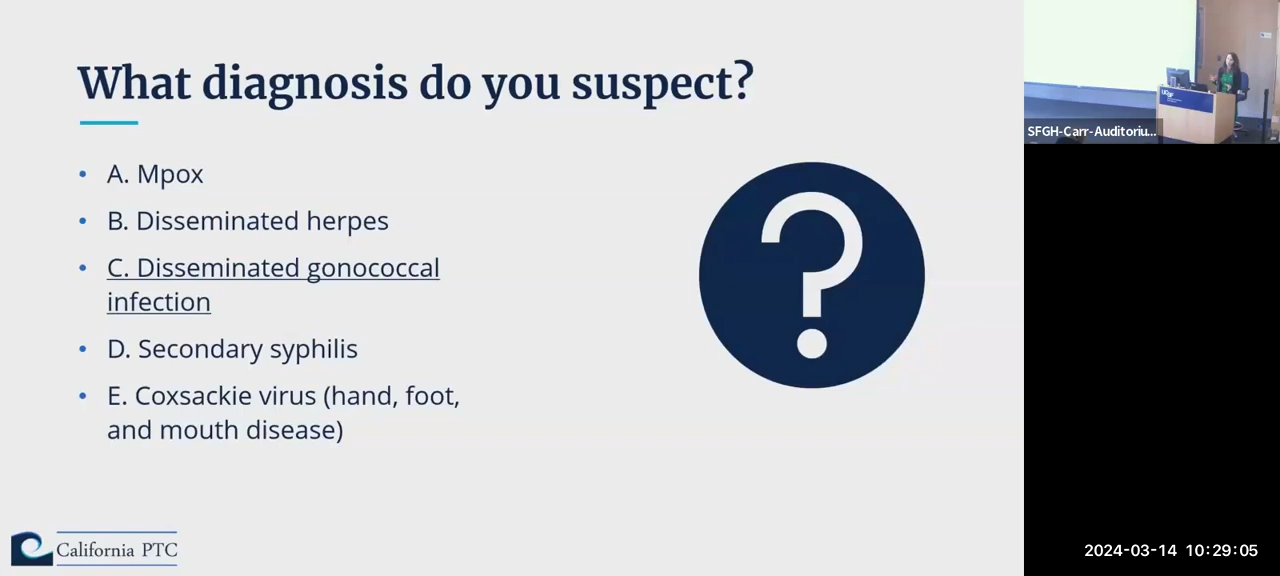 What diagnosis do you suspect?
• A. Mpox
• B. Disseminated herpes
• C. Disseminated gonococcal
infection
• D. Secondary syphilis
• E. Coxsackie virus (hand, foot,
and mouth disease)
California PTC
UCSF
SFGH-Carr-Auditoriu...
2024-03-14 10:29:05